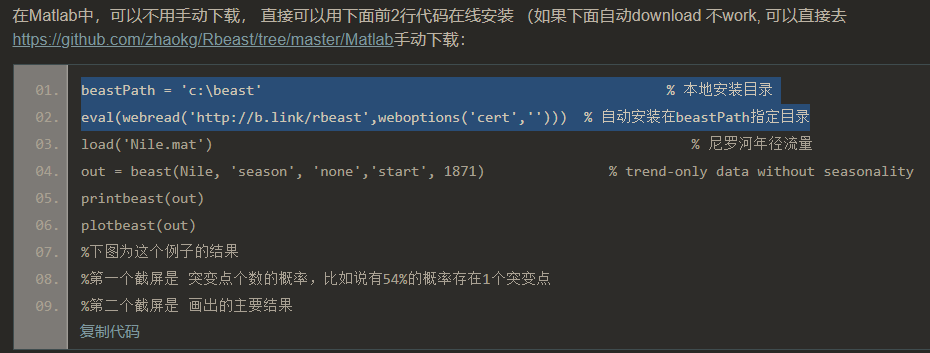 在Matlab中，可以不用手动下载， 直接可以用下面前2行代码在线安装 （如果下面自动download 不work, 可以直接去
https://github.com/zhaokg/Rbeast/tree/master/Matlab手动下载：
01. beastPath = 'c:\beast' % 本地安装目录
02. eval(webread('http://b.link/rbeast',weboptions('cert',''))) % 自动安装在beastPath指定目录
03. load('Nile.mat') % 尼罗河年径流量
04. out = beast(Nile, 'season', 'none','start', 1871) % trend-only data without seasonality
05. printbeast(out)
06. plotbeast(out)
07. %下图为这个例子的结果
08. %第一个截屏是 突变点个数的概率，比如说有54%的概率存在1个突变点
09. %第二个截屏是 画出的主要结果
复制代码